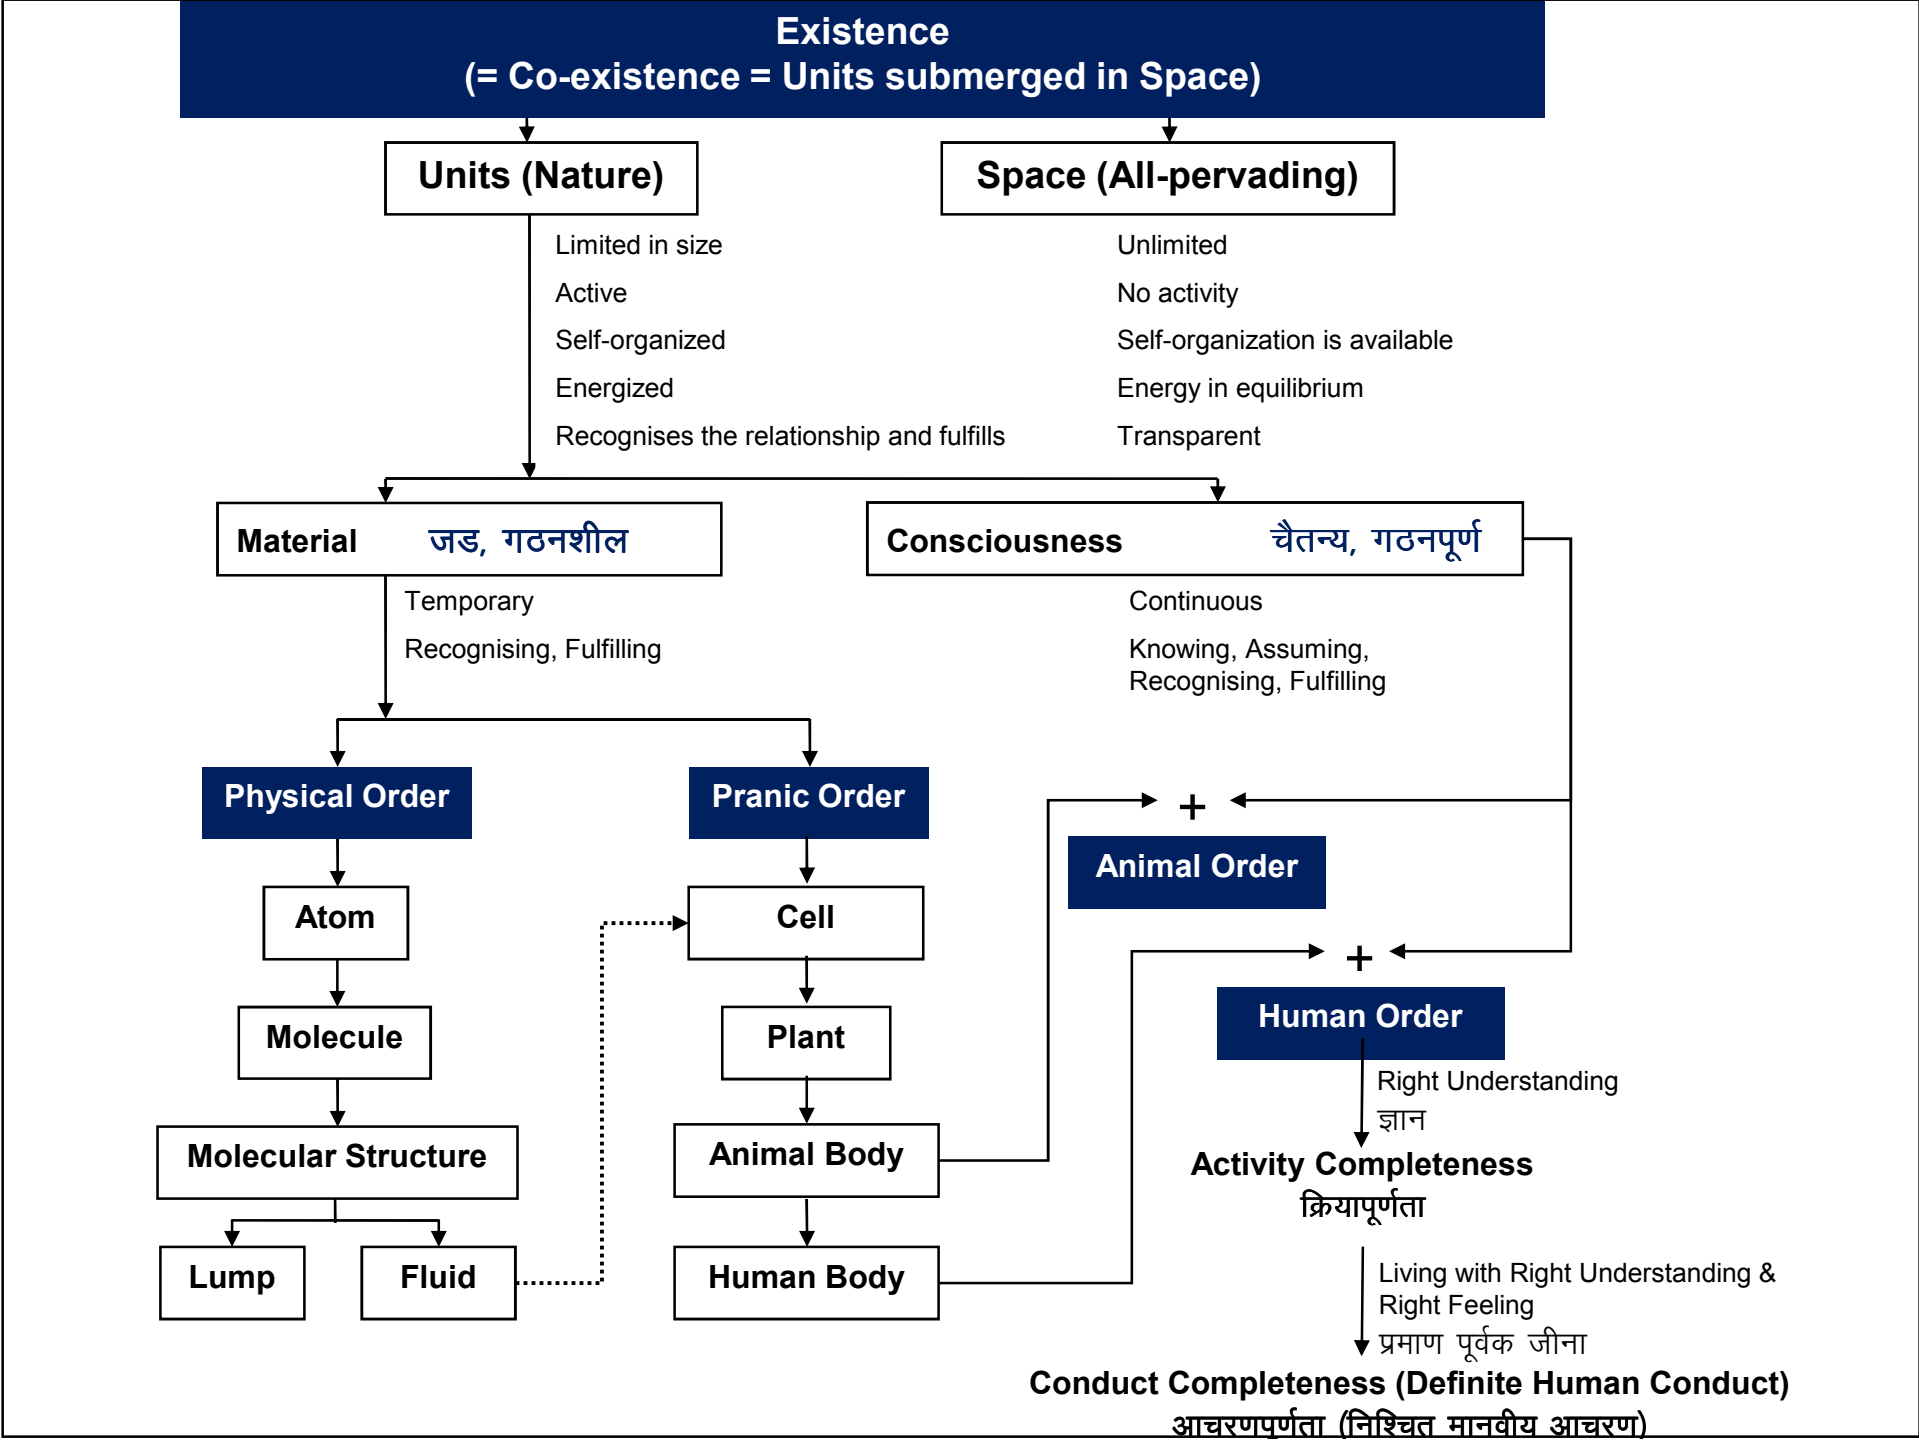 Existence
(= Co-existence = Units submerged in Space)
Units (Nature)
Space (All-pervading)
Limited in size
Unlimited
Active
No activity
Self-organized
Self-organization is available
Energized
Energy in equilibrium
Recognises the relationship and fulfills
Transparent
Material जड, गठनशील
Consciousness चैतन्य, गठनपूर्ण
Temporary
Continuous
Recognising, Fulfilling
Knowing, Assuming,
Recognising, Fulfilling
Physical Order
Pranic Order
+
Animal Order
Atom
Cell
+
Human Order
Molecule
Plant
Right Understanding
ज्ञान
Molecular Structure
Animal Body
Activity Completeness
क्रियापूर्णता
Lump
Fluid
Human Body
Living with Right Understanding &
Right Feeling
प्रमाण पूर्वक जीना
Conduct Completeness (Definite Human Conduct)
आचरणपूर्णता (निश्चित मानवीय आचरण)